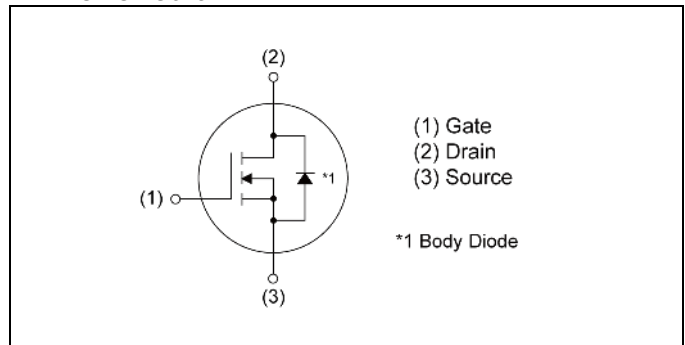 (2)
(1) Gate
(2) Drain
(3) Source
*1
(1)
*1 Body Diode
(3)